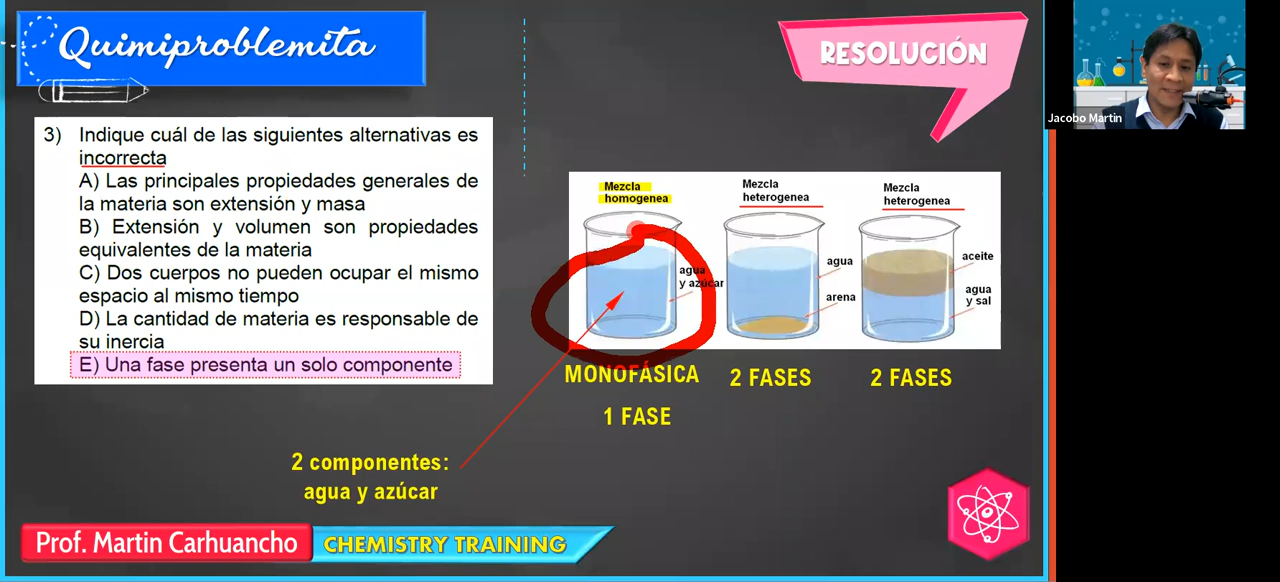 Quimiproblemita
RESOLUCIÓN
Jacobo Martin
3) Indique cuál de las siguientes alternativas es
incorrecta
A) Las principales propiedades generales de
la materia son extensión y masa
B) Extensión y volumen son propiedades
equivalentes de la materia
C) Dos cuerpos no pueden ocupar el mismo
espacio al mismo tiempo
D) La cantidad de materia es responsable de
su inercia
E) Una fase presenta un solo componente
Mezcla
homogenea
agua
y azúcar
Mezcla
heterogenea
agua
arena
Mezcla
heterogenea
aceite
agua
y sal
MONOFÁSICA
1 FASE
2 FASES
2 FASES
2 componentes:
agua y azúcar
Prof. Martin Carhuancho
CHEMISTRY TRAINING